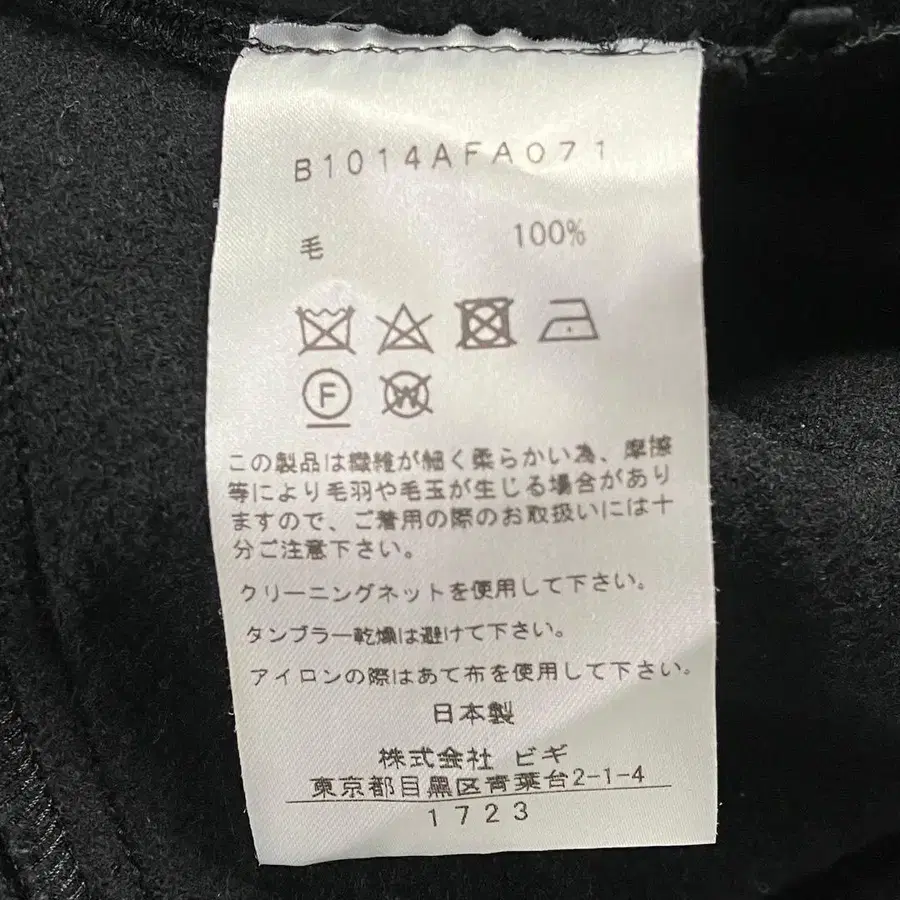 B1014AFA071
毛 100%
F W
この製品は繊維が細く柔らかい為、摩擦
等により毛羽や毛玉が生じる場合があり
ますので、ご着用の際のお取扱いには十
分ご注意下さい。
クリーニングネットを使用して下さい。
タンブラー乾燥は避けて下さい。
アイロンの際はあて布を使用して下さい。
日本製
株式会社 ビギ
東京都目黒区青葉台2-1-4
1723